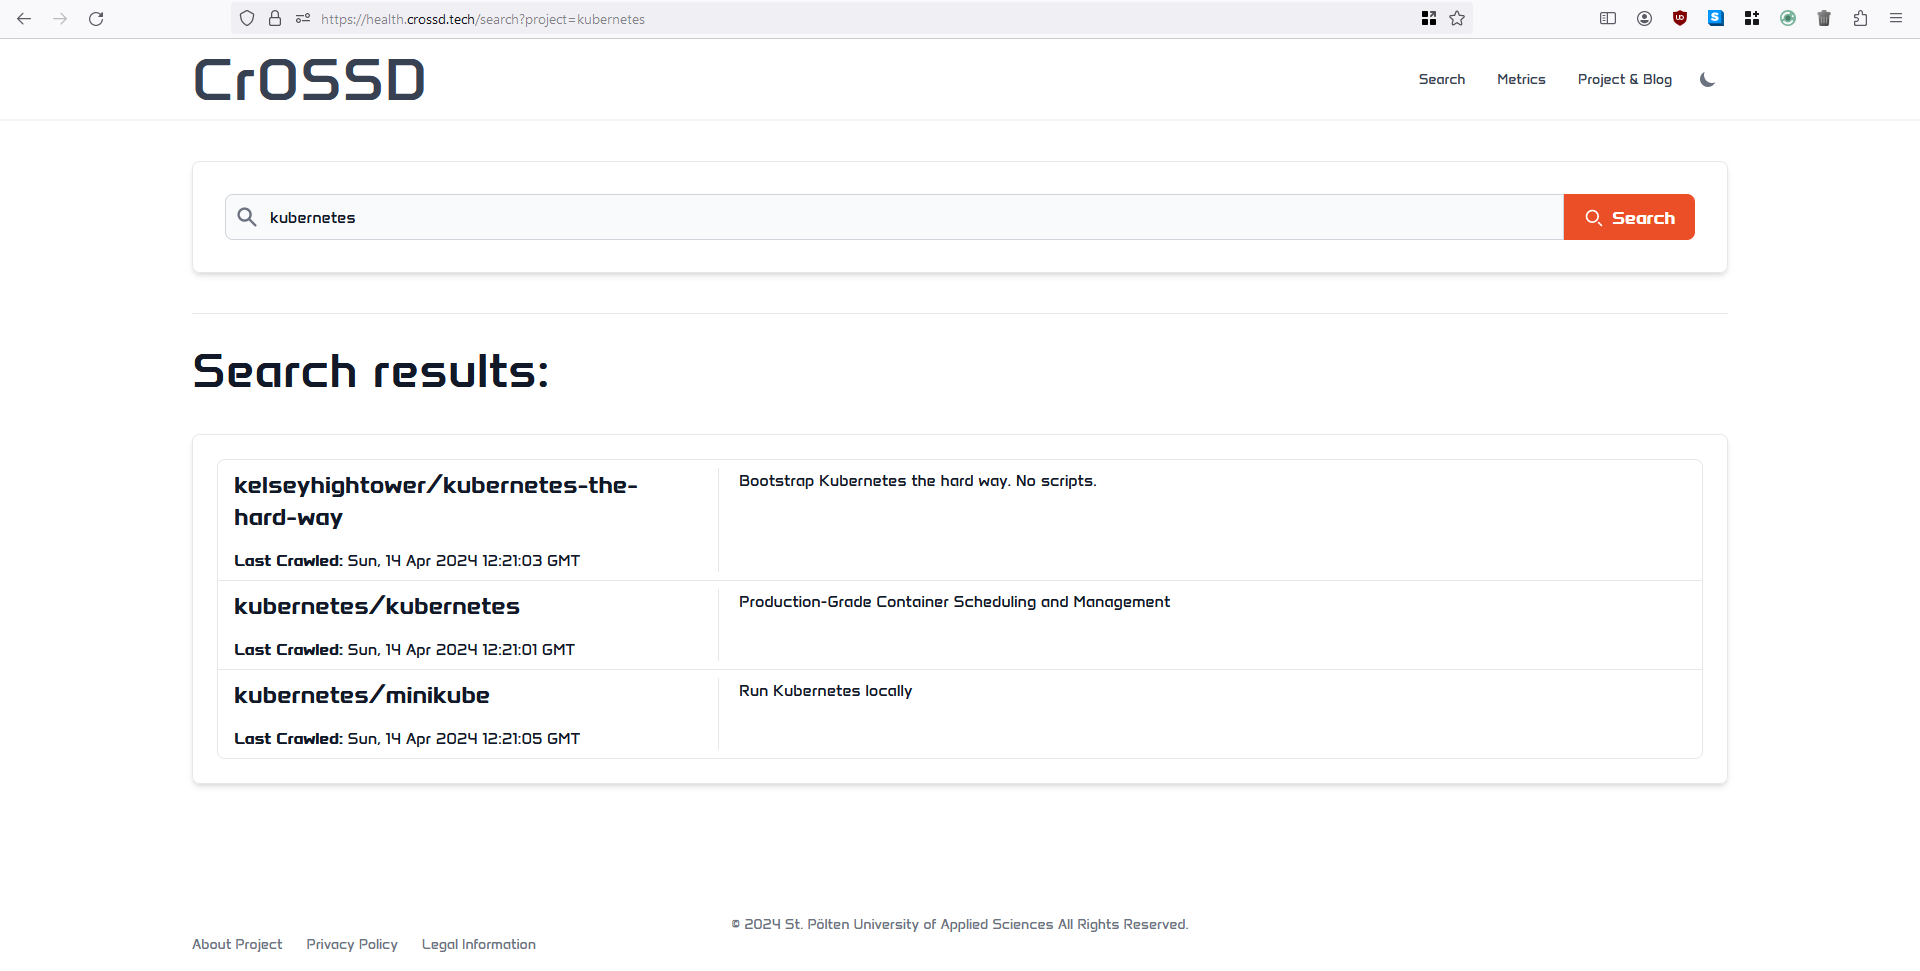 https://health.crossd.tech/search?project=kubernetes
CrOSSD
Search
Metrics
Project & Blog
kubernetes
Search
Search results:
kelseyhightower/kubernetes-the-
hard-way
Last Crawled: Sun, 14 Apr 2024 12:21:03 GMT
Bootstrap Kubernetes the hard way. No scripts.
kubernetes/kubernetes
Last Crawled: Sun, 14 Apr 2024 12:21:01 GMT
Production-Grade Container Scheduling and Management
kubernetes/minikube
Last Crawled: Sun, 14 Apr 2024 12:21:05 GMT
Run Kubernetes locally
© 2024 St. Pölten University of Applied Sciences All Rights Reserved.
About Project
Privacy Policy
Legal Information